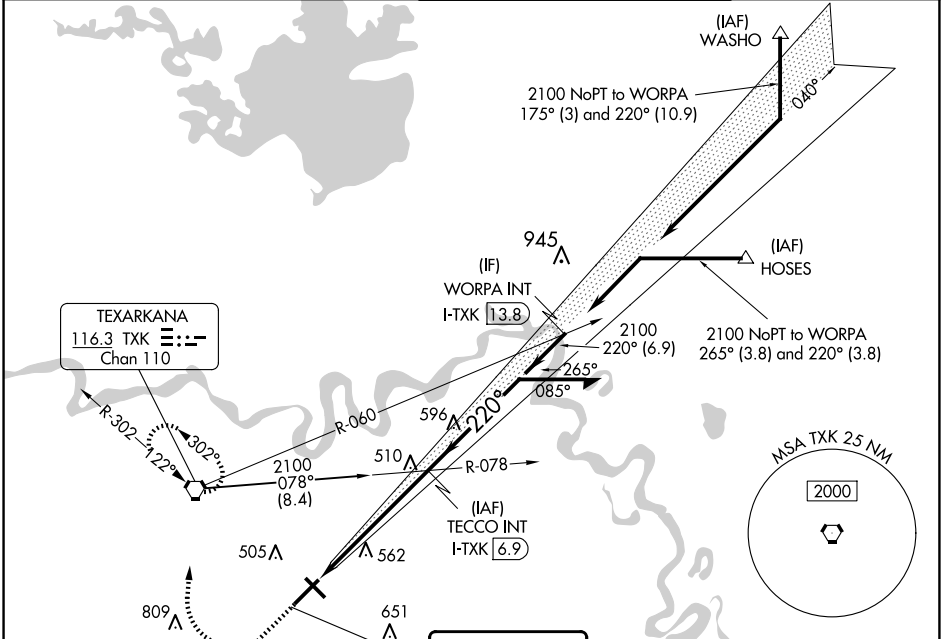 (IAF)
WASHO
2100 NoPT to WORPA
175° (3) and 220° (10.9)
040°
945
(IAF)
HOSES
(IF)
WORPA INT
I-TXK 13.8
2100
220° (6.9)
2100 NoPT to WORPA
265° (3.8) and 220° (3.8)
TEXARKANA
116.3 TXK
Chan 110
265°
085°
220°
R-302
122°
302°
R-060
596
510
2100
078°
(8.4)
R-078
(IAF)
TECCO INT
I-TXK 6.9
MSA TXK 25 NM
2000
505
562
809
651